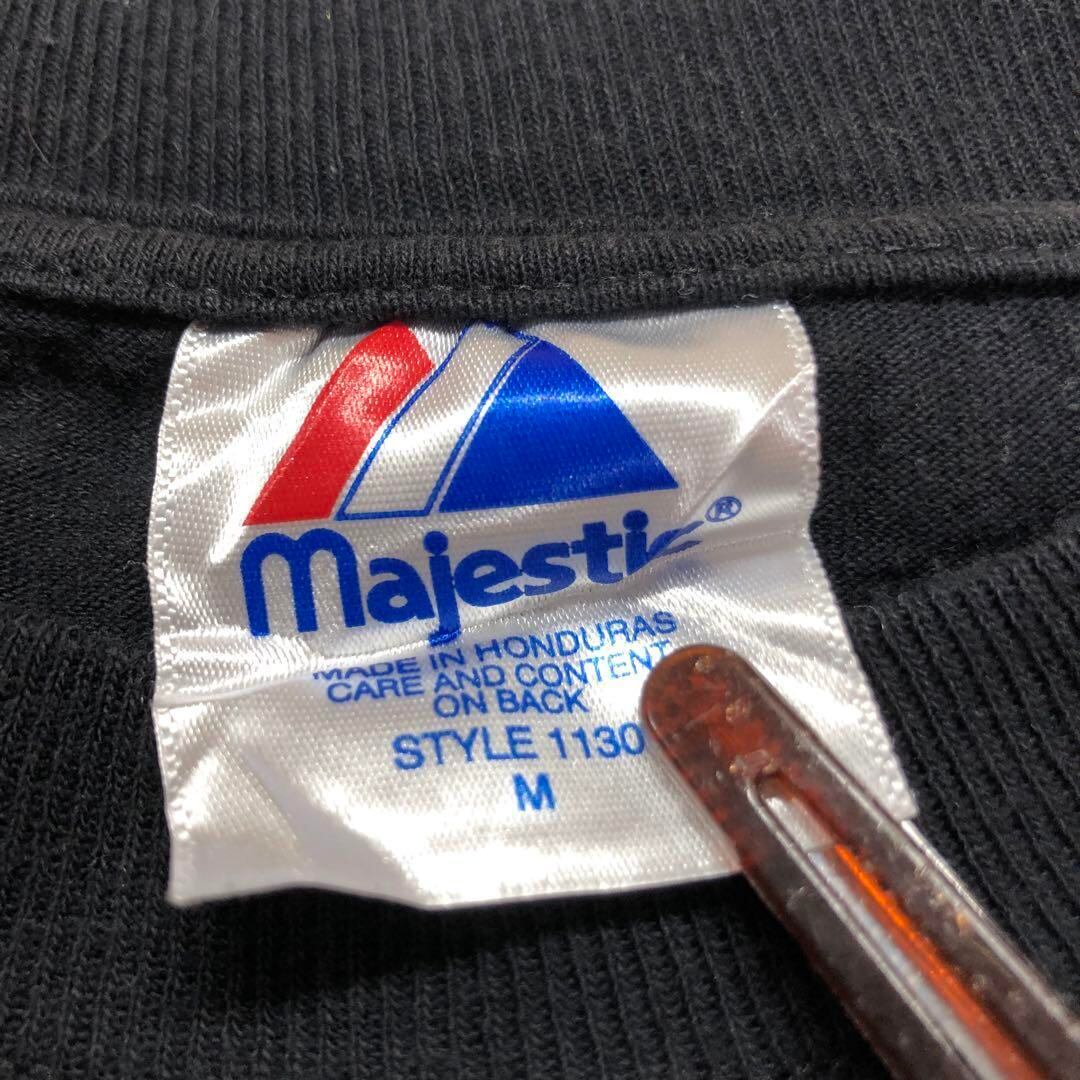 Majestic®
MADE IN HONDURAS
CARE AND CONTENT
ON BACK
STYLE 1130
M